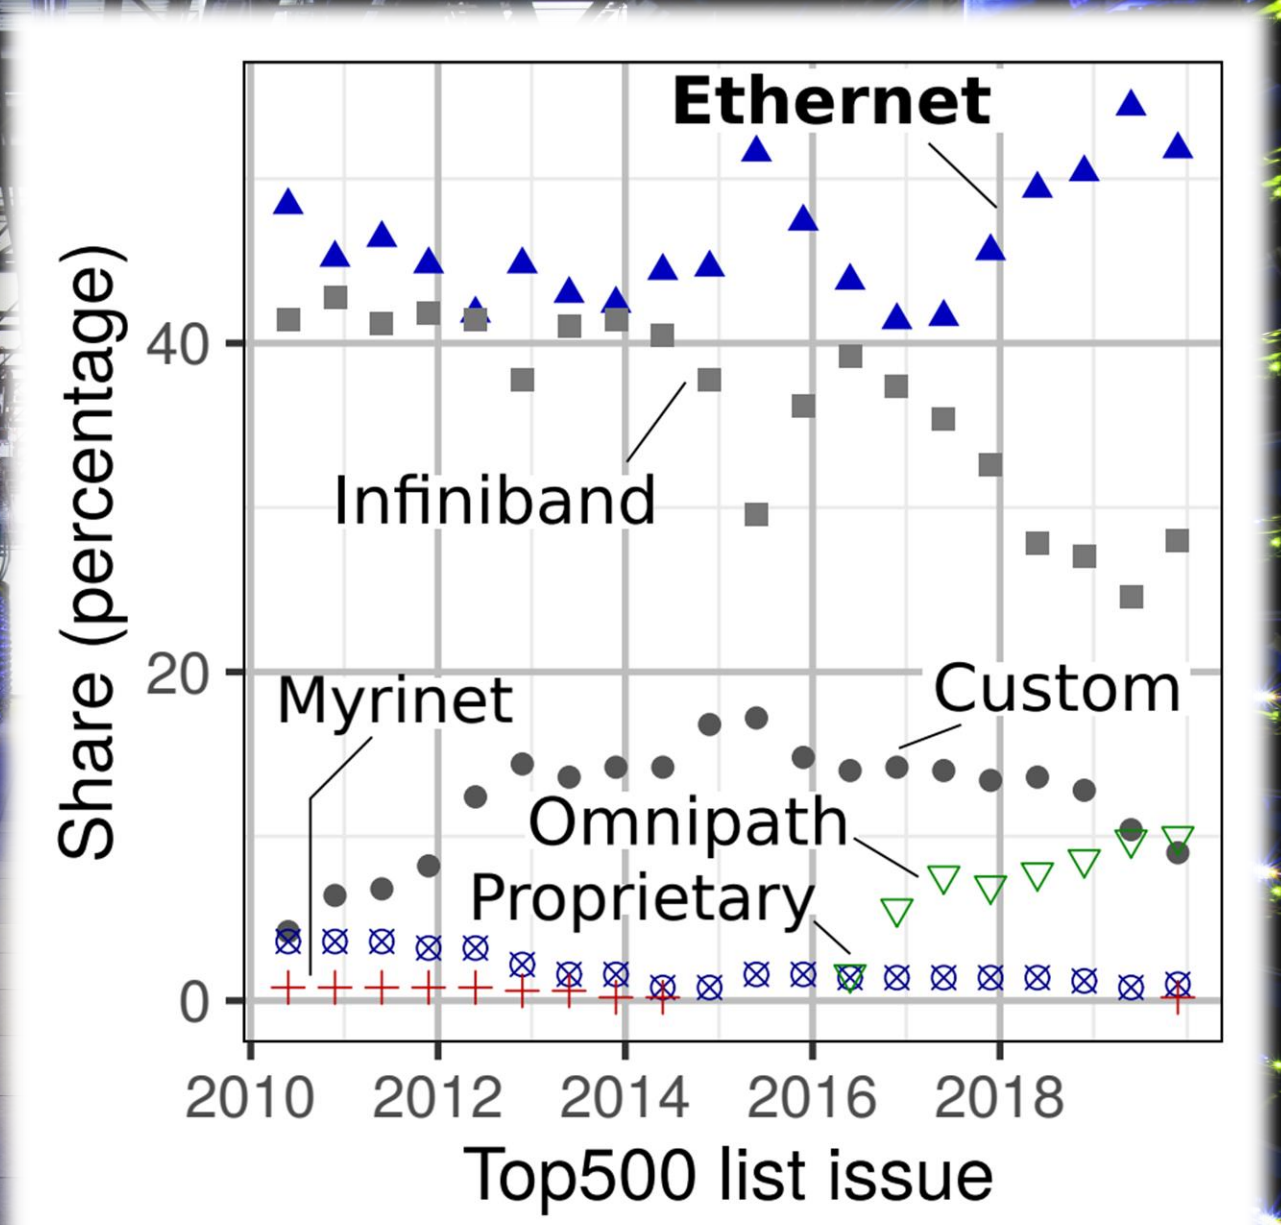 Ethernet
Share (percentage)
40
Infiniband
20
Myrinet
Custom
Omnipath
Proprietary
0
2010 2012 2014 2016 2018
Top500 list issue